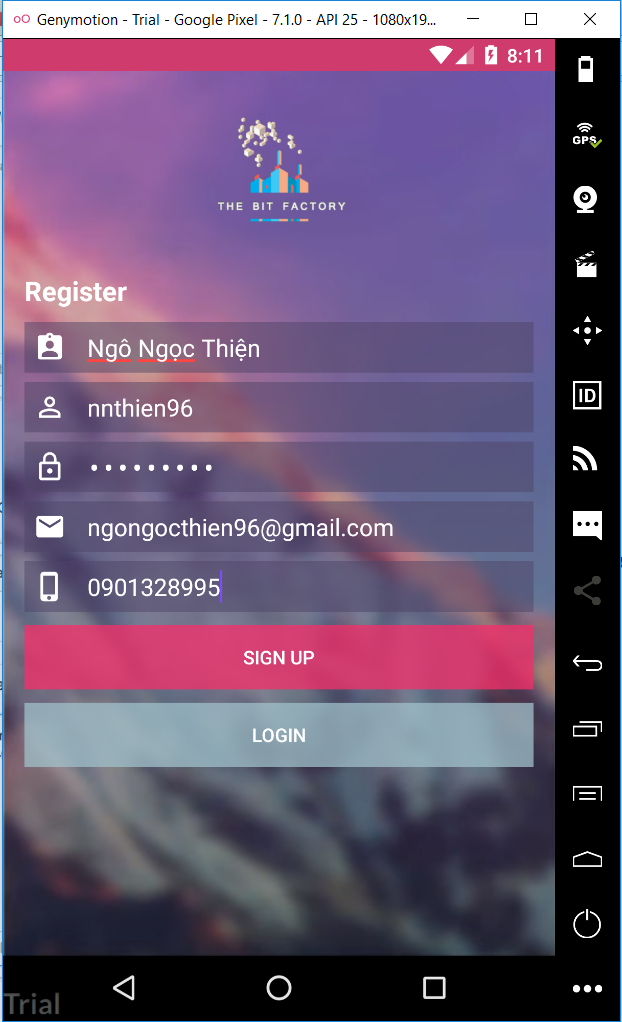 Genymotion - Trial - Google Pixel - 7.1.0 - API 25 - 1080x19...
8:11
GPS
THE BIT FACTORY
Register
Ngô Ngọc Thiện
nnthien96
•••••••••
ngongocthien96@gmail.com
0901328995
ID
SIGN UP
LOGIN
Trial